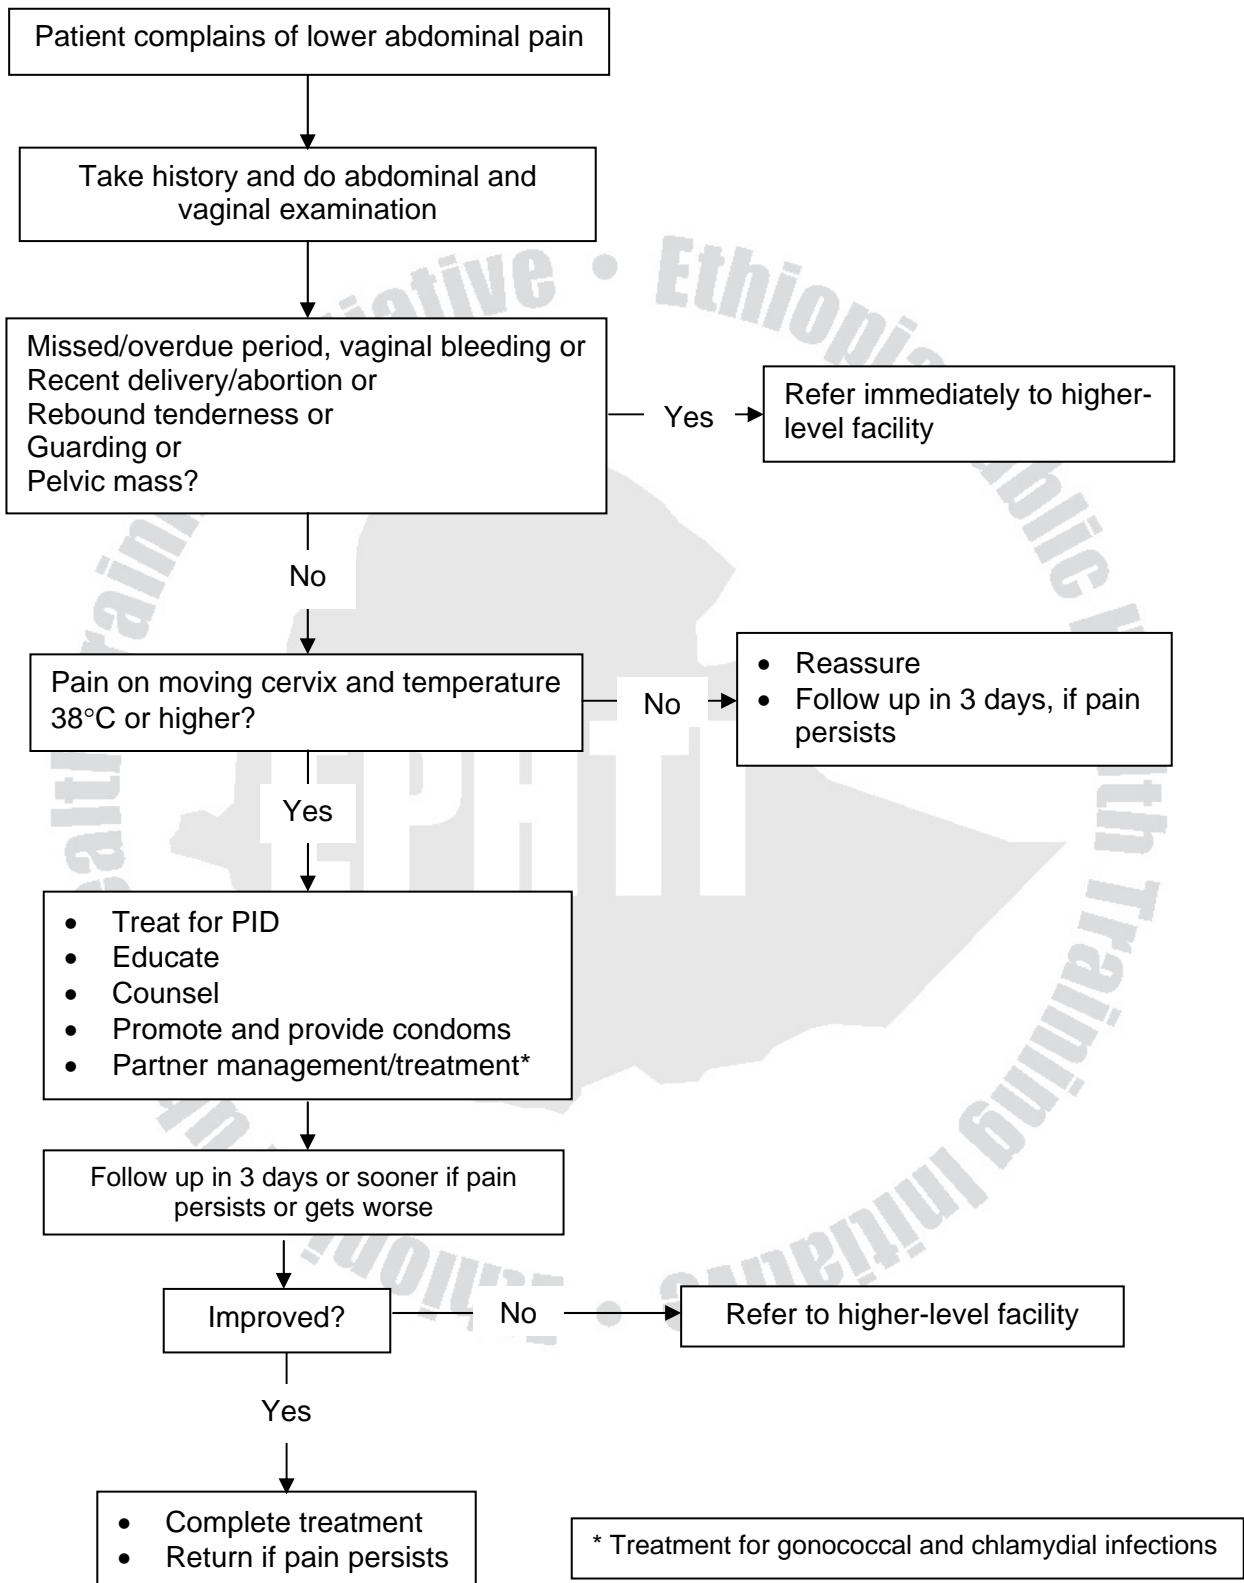 Patient complains of lower abdominal pain
Take history and do abdominal and
vaginal examination
Missed/overdue period, vaginal bleeding or
Recent delivery/abortion or
Rebound tenderness or
Guarding or
Pelvic mass?
Yes
Refer immediately to higher-
level facility
No
Pain on moving cervix and temperature
38°C or higher?
No
• Reassure
• Follow up in 3 days, if pain
persists
Yes
• Treat for PID
• Educate
• Counsel
• Promote and provide condoms
• Partner management/treatment*
Follow up in 3 days or sooner if pain
persists or gets worse
Improved?
No
Refer to higher-level facility
Yes
• Complete treatment
• Return if pain persists
* Treatment for gonococcal and chlamydial infections
EPHTI